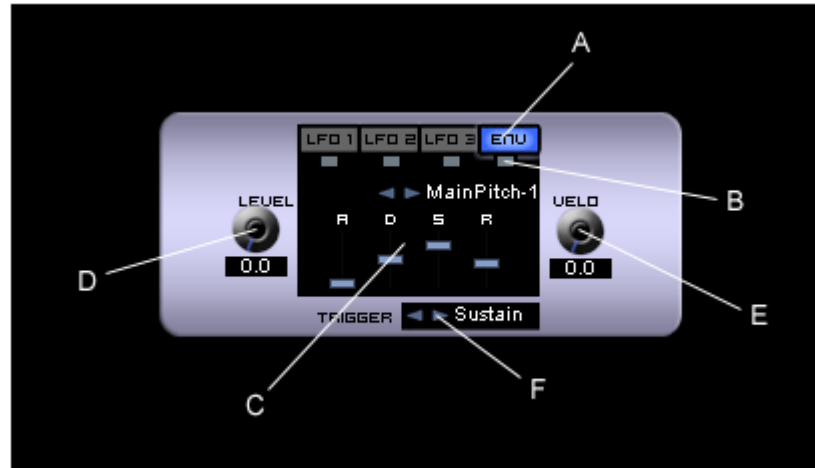 A
LFO 1 LFO 2 LFO 3 ENV
B
MainPitch-1
LEVEL
VELO
A D S R
D
0.0
0.0
E
TRIGGER Sustain
C
F